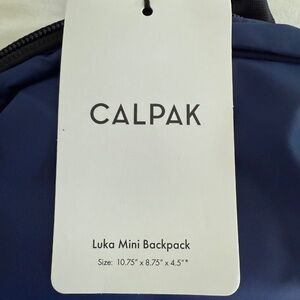 CALPAK
Luka Mini Backpack
Size: 10.75" x 8.75" x 4.5"*